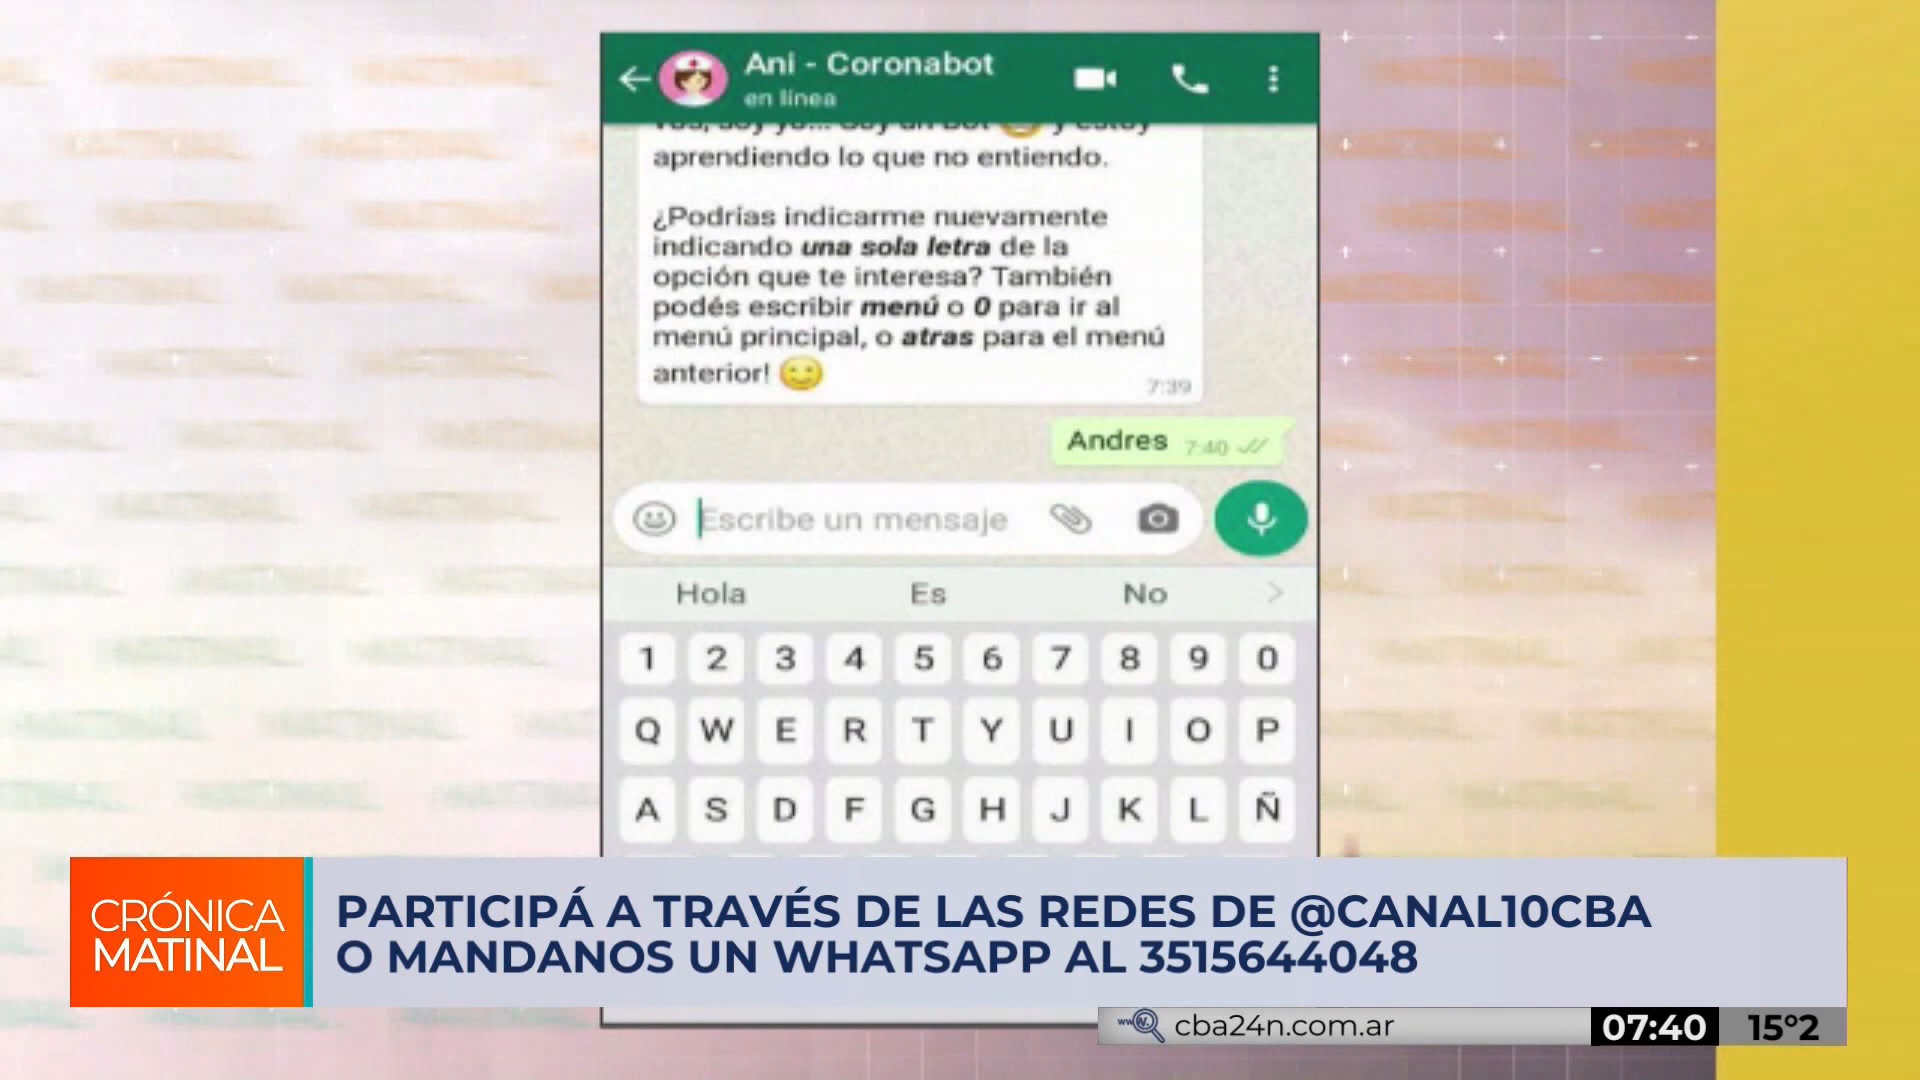 Ani - Coronabot
en línea
aprendiendo lo que no entiendo.
¿Podrías indicarme nuevamente
indicando una sola letra de la
opción que te interesa? También
podés escribir menú o 0 para ir al
menú principal, o atras para el menú
anterior!
7:39
Andres 7:40
Escribe un mensaje
Hola Es No
1 2 3 4 5 6 7 8 9 0
Q W E R T Y U I O P
A S D F G H J K L Ñ
CRÓNICA
MATINAL
PARTICIPÁ A TRAVÉS DE LAS REDES DE @CANAL10CBA
O MANDANOS UN WHATSAPP AL 3515644048
cba24n.com.ar
07:40
15°2